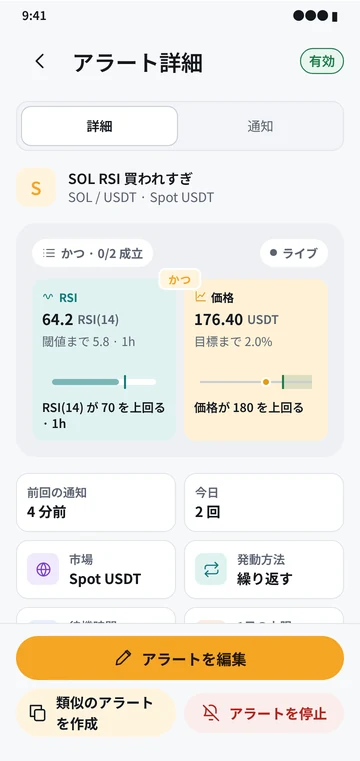 9:41
アラート詳細
有効
詳細
通知
S
SOL RSI 買われすぎ
SOL / USDT · Spot USDT
かつ · 0/2 成立
ライブ
かつ
RSI
64.2 RSI(14)
閾値まで 5.8 · 1h
RSI(14) が 70 を上回る
· 1h
価格
176.40 USDT
目標まで 2.0%
価格が 180 を上回る
前回の通知
4 分前
今日
2 回
市場
Spot USDT
発動方法
繰り返す
アラートを編集
類似のアラート
を作成
アラートを停止